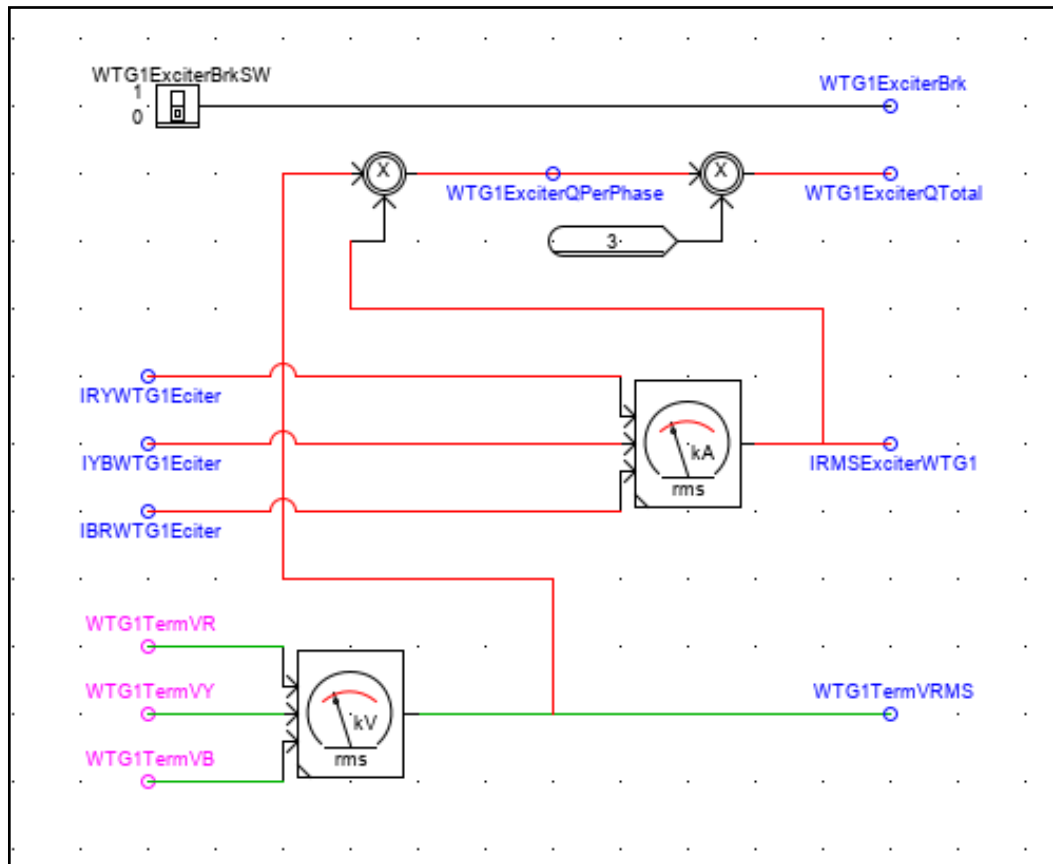 WTG1ExciterBrkSW
1
0
WTG1ExciterBrk
X
X
WTG1ExciterQPerPhase
WTG1ExciterQTotal
3
IRYWTG1Eciter
IYBWTG1Eciter
IBRWTG1Eciter
kA
rms
IRMSExciterWTG1
WTG1TermVR
WTG1TermVY
WTG1TermVB
kV
rms
WTG1TermVRMS